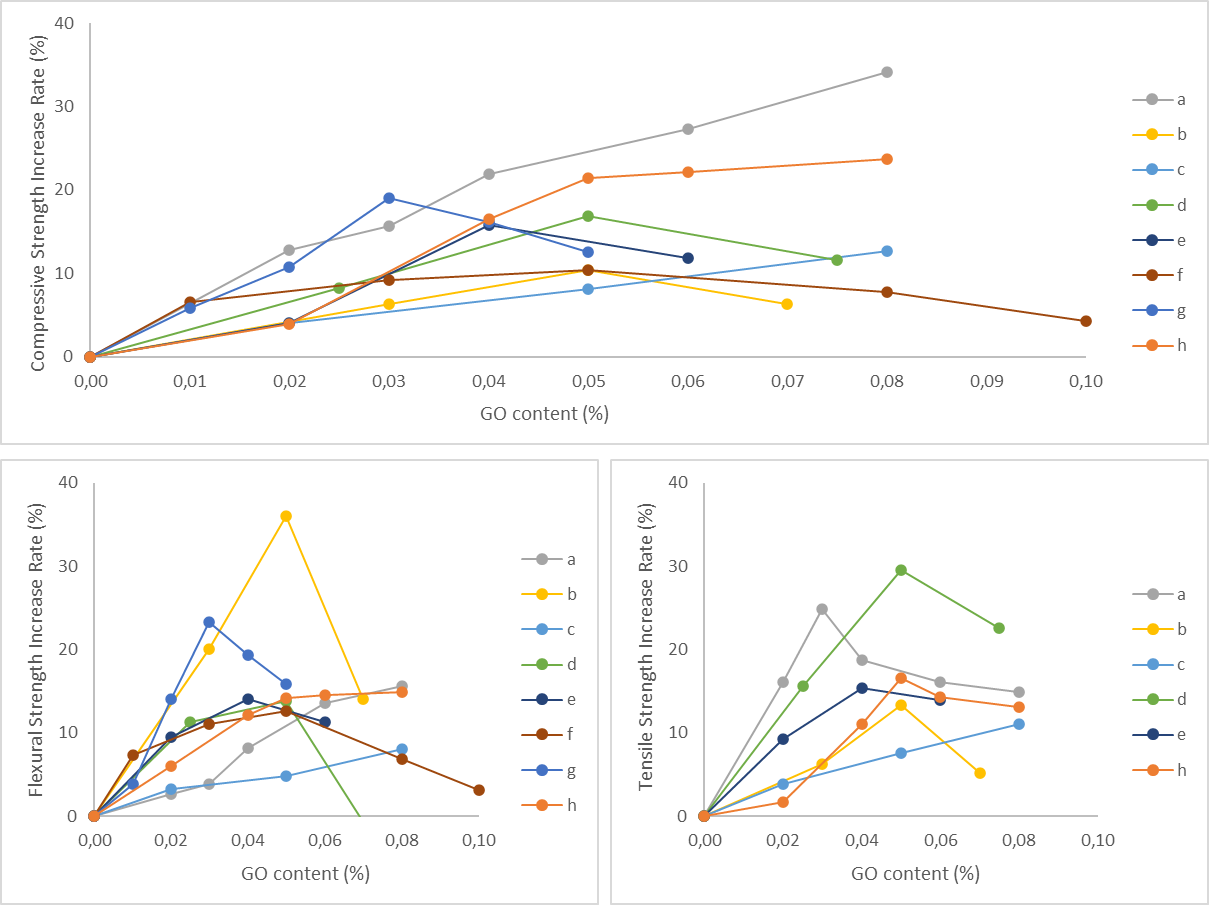 Compressive Strength Increase Rate (%)
40
30
20
10
0
0,00 0,01 0,02 0,03 0,04 0,05 0,06 0,07 0,08 0,09 0,10
GO content (%)
a
b
c
d
e
f
g
h
Flexural Strength Increase Rate (%)
40
30
20
10
0
0,00 0,02 0,04 0,06 0,08 0,10
GO content (%)
a
b
c
d
e
f
g
h
Tensile Strength Increase Rate (%)
40
30
20
10
0
0,00 0,02 0,04 0,06 0,08 0,10
GO content (%)
a
b
c
d
e
h